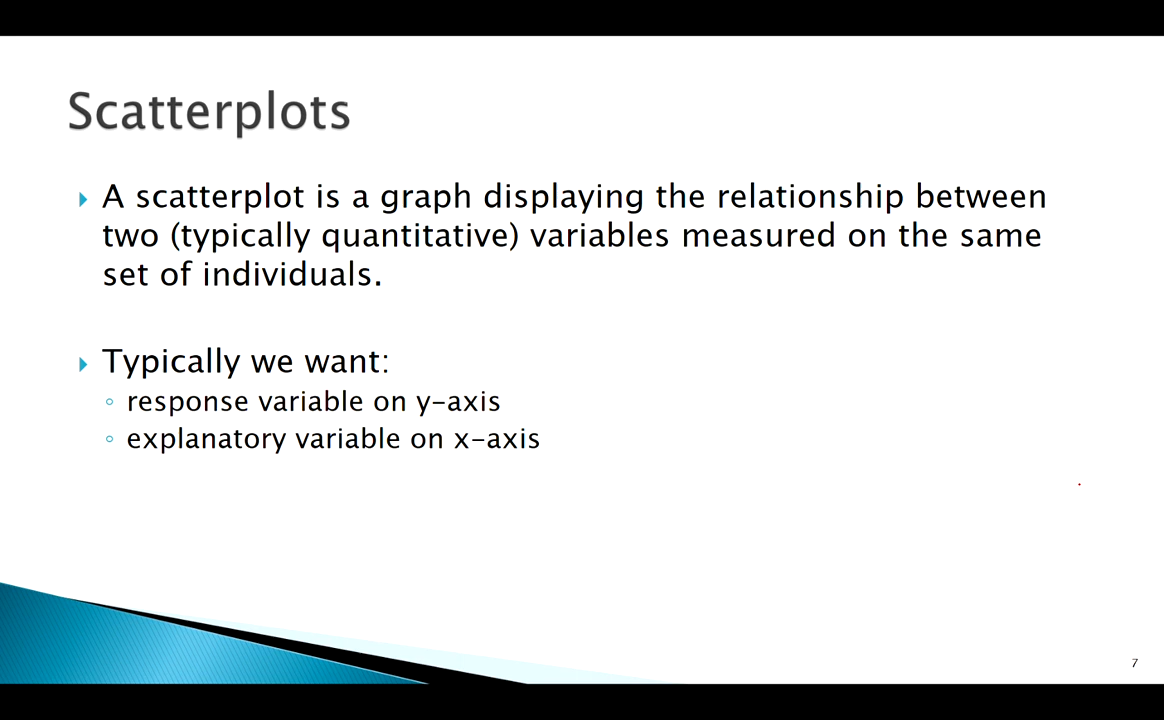 Scatterplots
A scatterplot is a graph displaying the relationship between
two (typically quantitative) variables measured on the same
set of individuals.
Typically we want:
response variable on y-axis
explanatory variable on x-axis
7